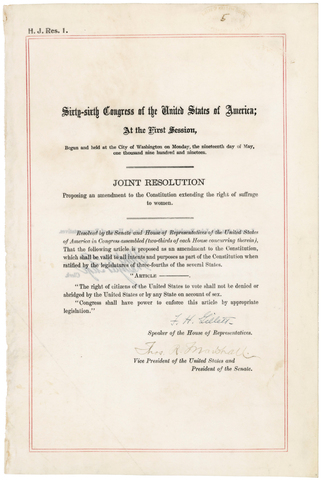 5
H. J. Res. 1.
Sixty-sixth Congress of the United States of America;
At the First Session,
Begun and held at the City of Washington on Monday, the nineteenth day of May,
one thousand nine hundred and nineteen.
JOINT RESOLUTION
Proposing an amendment to the Constitution extending the right of suffrage
to women.
Resolved by the Senate and House of Representatives of the United States
of America in Congress assembled (two-thirds of each House concurring therein),
That the following article is proposed as an amendment to the Constitution,
which shall be valid to all intents and purposes as part of the Constitution when
ratified by the legislatures of three-fourths of the several States.
"ARTICLE ————.
"The right of citizens of the United States to vote shall not be denied or
abridged by the United States or by any State on account of sex.
"Congress shall have power to enforce this article by appropriate
legislation."
F. H. Gillett
Speaker of the House of Representatives.
Thos. R. Marshall
Vice President of the United States and
President of the Senate.